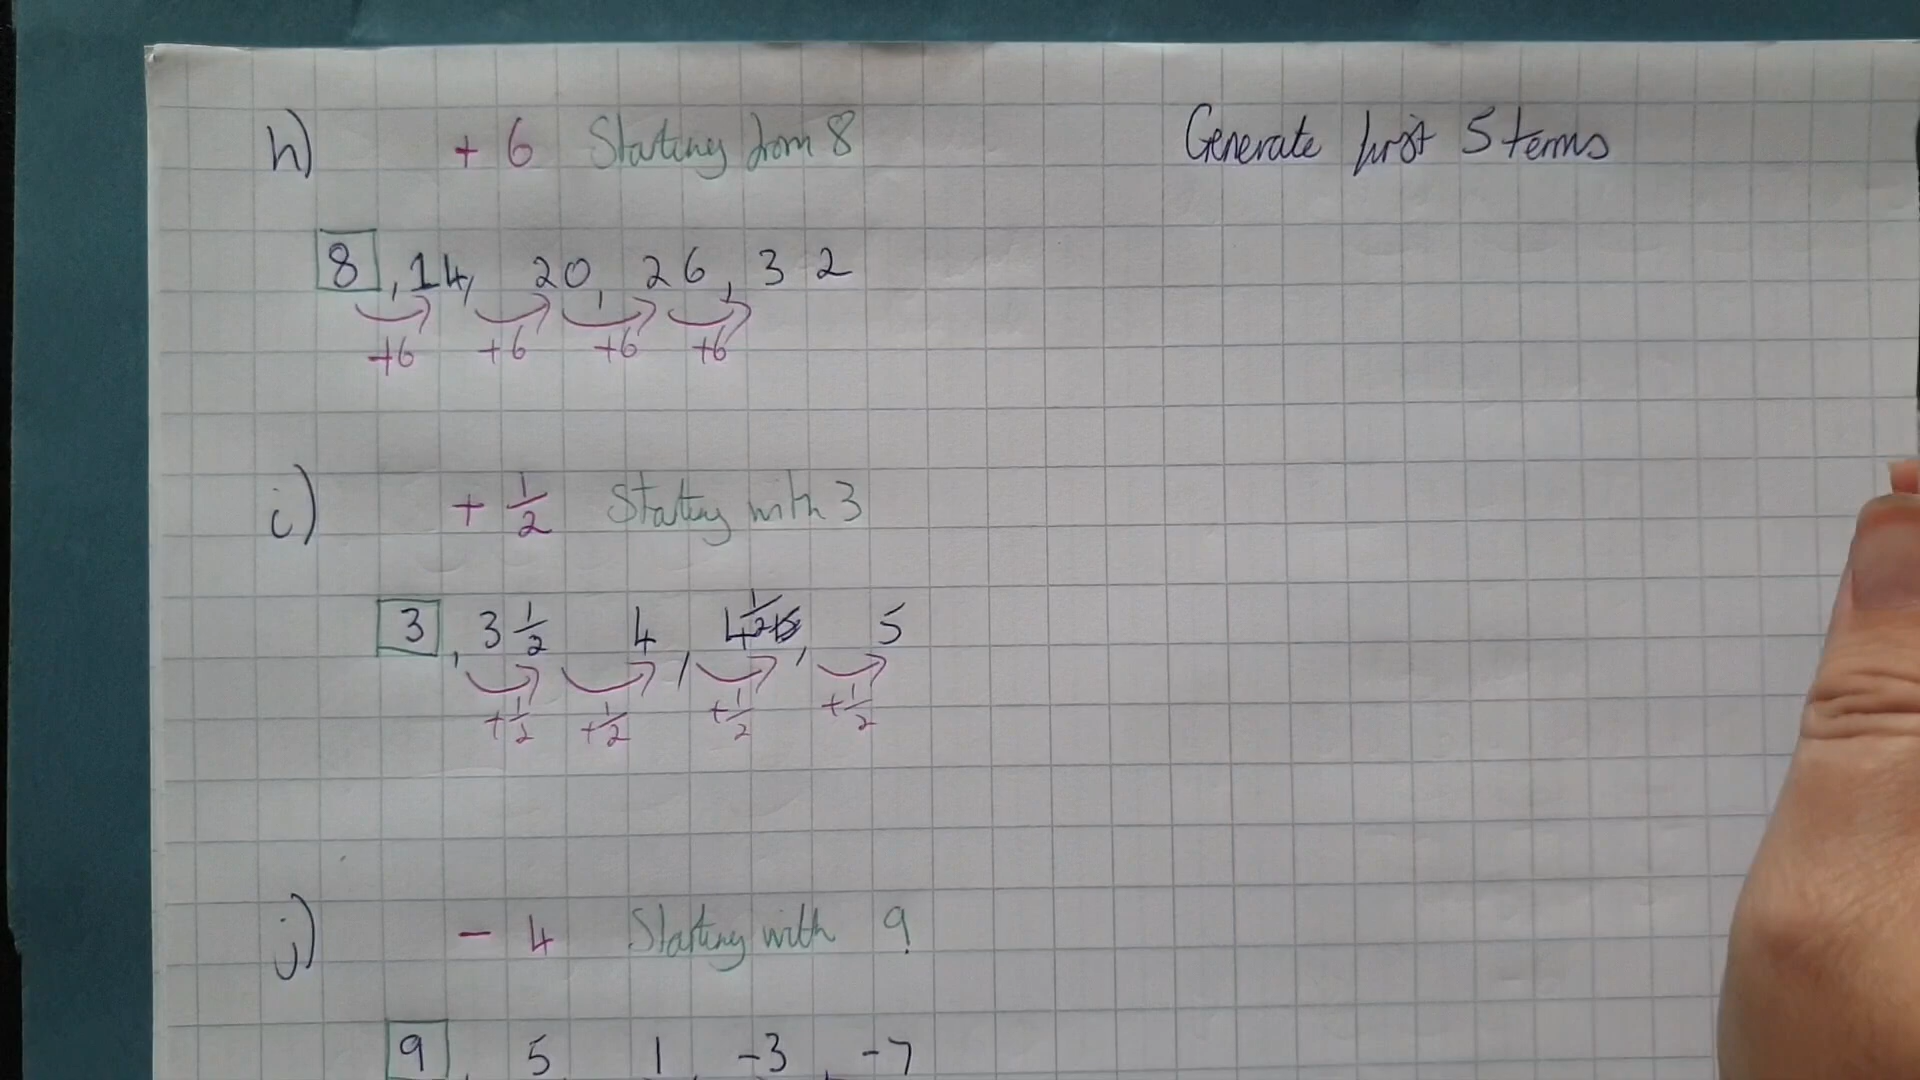 h) + 6 Starting from 8 Generate first 5 terms
8, 14, 20, 26, 32
+6 +6 +6 +6
i) + 1/2 Starting with 3
3, 3 1/2 4, 4 1/2, 5
+1/2 +1/2 +1/2 +1/2
j) - 4 Starting with 9
9, 5 1, -3, -7